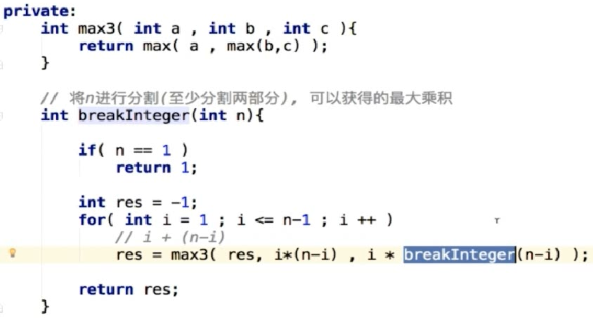 private:
int max3( int a , int b , int c ){
return max( a , max(b,c) );
}
// 将n进行分割(至少分割两部分), 可以获得的最大乘积
int breakInteger(int n){
if( n == 1 )
return 1;
int res = -1;
for( int i = 1 ; i <= n-1 ; i ++ )
// i + (n-i)
res = max3( res, i*(n-i) , i * breakInteger(n-i) );
return res;
}